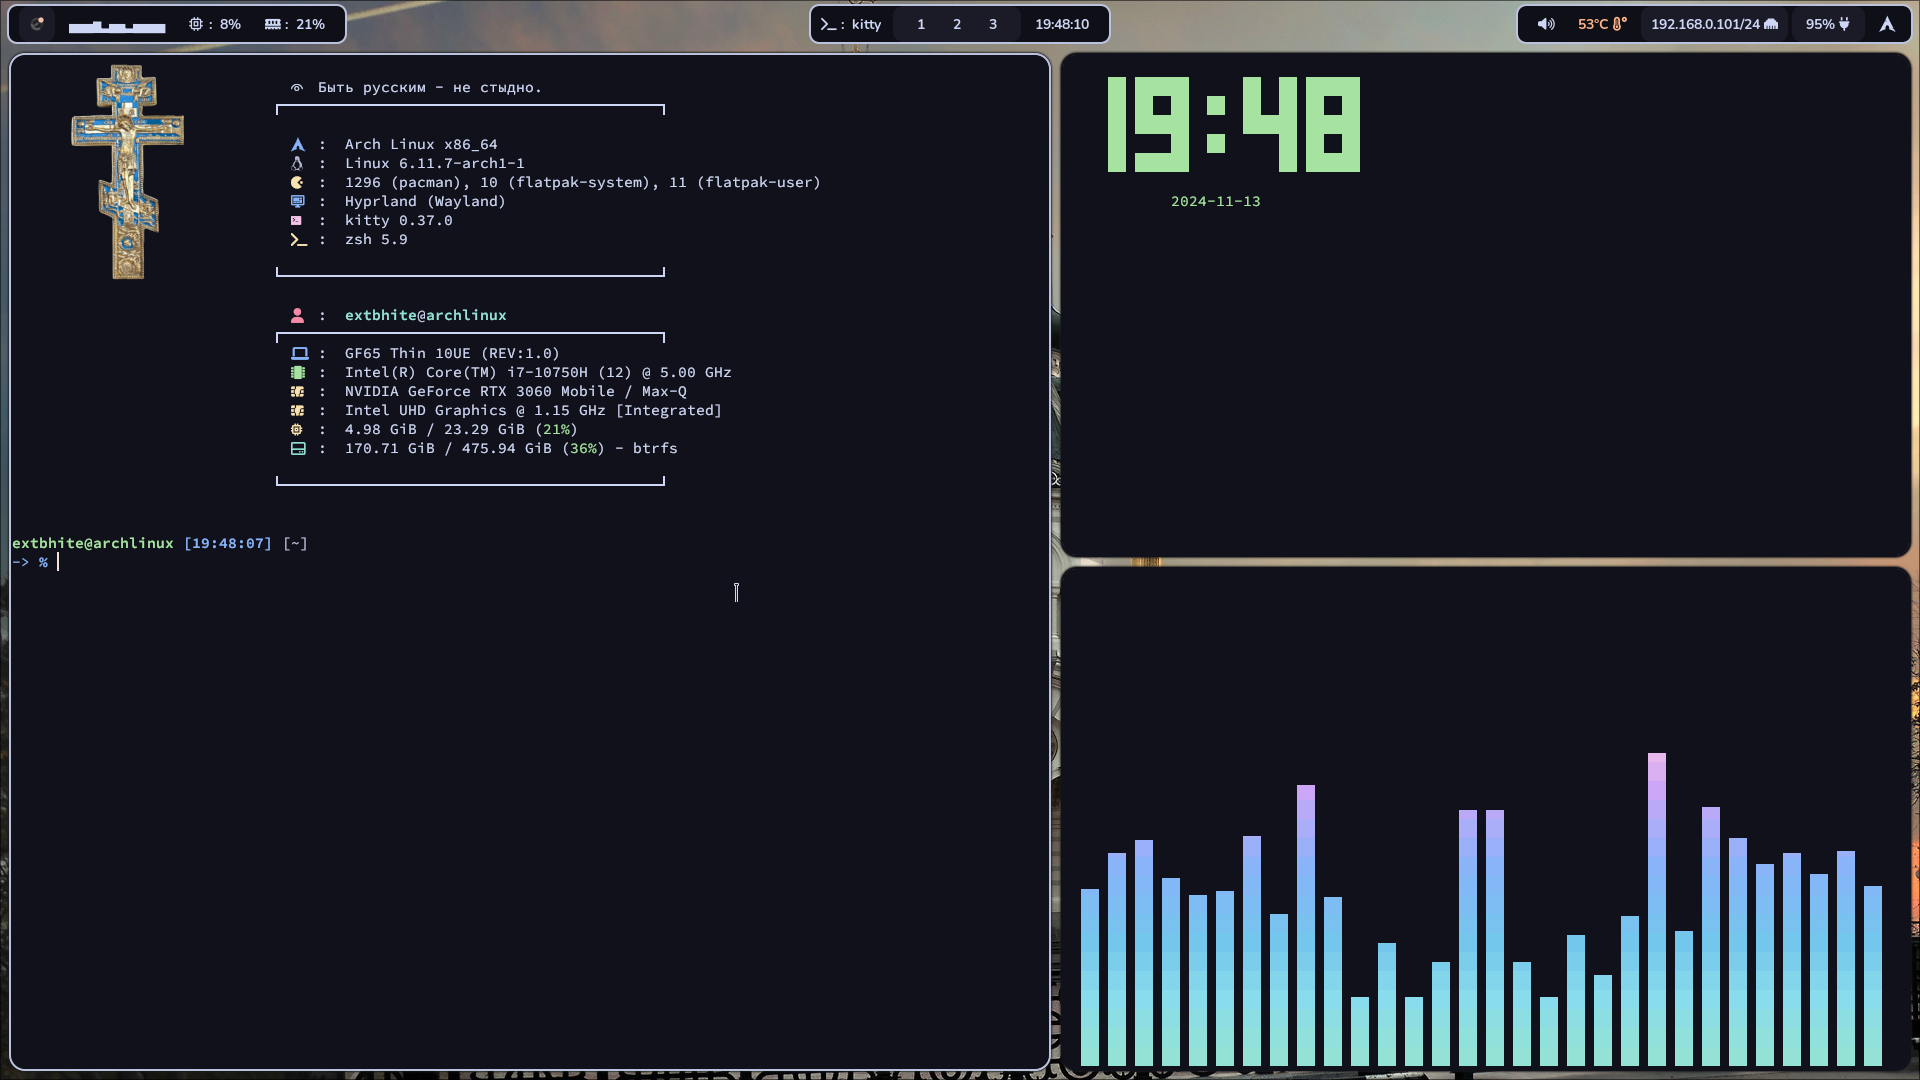 : 8% : 21%
: kitty 1 2 3 19:48:10
53°C 192.168.0.101/24 95%
Быть русским - не стыдно.
: Arch Linux x86_64
: Linux 6.11.7-arch1-1
: 1296 (pacman), 10 (flatpak-system), 11 (flatpak-user)
: Hyprland (Wayland)
: kitty 0.37.0
: zsh 5.9
: extbhite@archlinux
: GF65 Thin 10UE (REV:1.0)
: Intel(R) Core(TM) i7-10750H (12) @ 5.00 GHz
: NVIDIA GeForce RTX 3060 Mobile / Max-Q
: Intel UHD Graphics @ 1.15 GHz [Integrated]
: 4.98 GiB / 23.29 GiB (21%)
: 170.71 GiB / 475.94 GiB (36%) - btrfs
extbhite@archlinux [19:48:07] [~]
-> %
19:48
2024-11-13